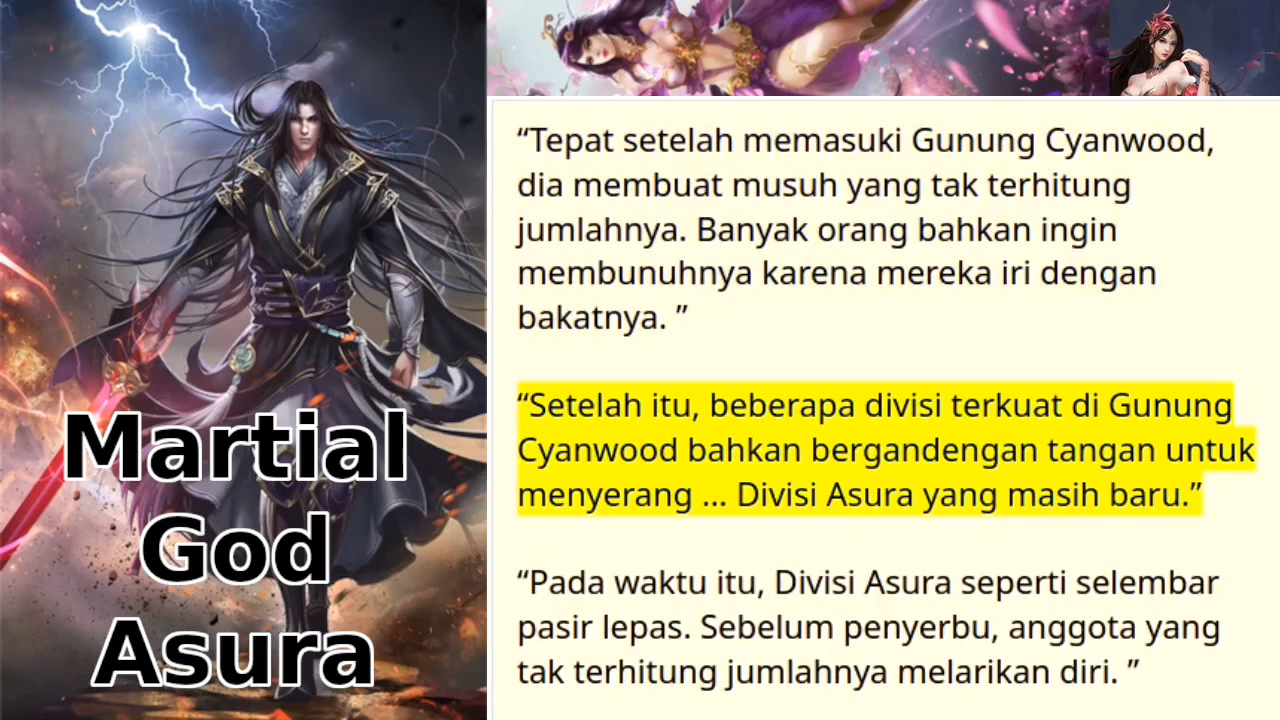 Martial
God
Asura
“Tepat setelah memasuki Gunung Cyanwood,
dia membuat musuh yang tak terhitung
jumlahnya. Banyak orang bahkan ingin
membunuhnya karena mereka iri dengan
bakatnya. ”
“Setelah itu, beberapa divisi terkuat di Gunung
Cyanwood bahkan bergandengan tangan untuk
menyerang ... Divisi Asura yang masih baru.”
“Pada waktu itu, Divisi Asura seperti selembar
pasir lepas. Sebelum penyerbu, anggota yang
tak terhitung jumlahnya melarikan diri. ”